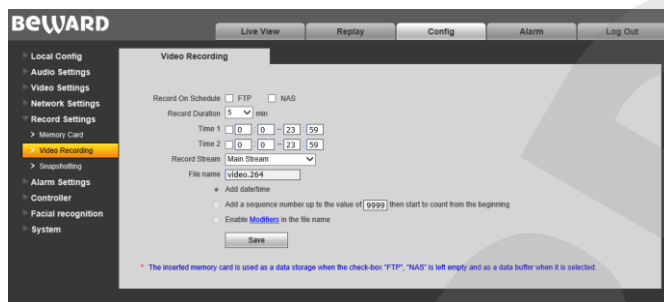 BEWARD
Live View Replay Config Alarm Log Out
Local Config
Audio Settings
Video Settings
Network Settings
Record Settings
Memory Card
Video Recording
Snapshotting
Alarm Settings
Controller
Facial recognition
System
Video Recording
Record On Schedule FTP NAS
Record Duration 5 min
Time 1 0 : 0 - 23 : 59
Time 2 0 : 0 - 23 : 59
Record Stream Main Stream
File name video.264
Add date/time
Add a sequence number up to the value of 9999 then start to count from the beginning
Enable Modifiers in the file name
Save
* The inserted memory card is used as a data storage when the check-box "FTP", "NAS" is left empty and as a data buffer when it is selected.